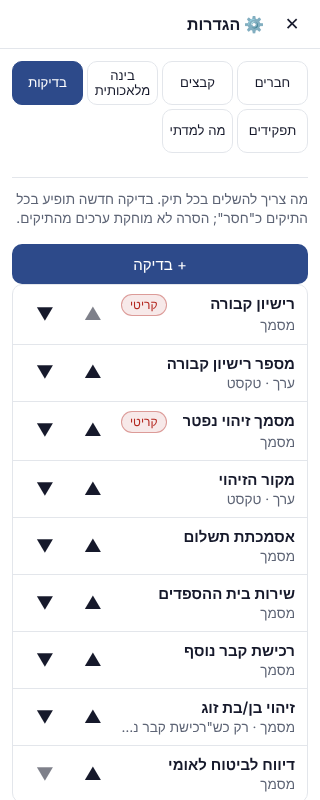 ⚙️ הגדרות ✕
חברים
קבצים
בינה
מלאכותית
בדיקות
תפקידים
מה למדתי
מה צריך להשלים בכל תיק. בדיקה חדשה תופיע בכל
התיקים כ"חסר"; הסרה לא מוחקת ערכים מהתיקים.
+ בדיקה
רישיון קבורה קריטי ▲ ▼
מסמך
מספר רישיון קבורה ▲ ▼
ערך · טקסט
מסמך זיהוי נפטר קריטי ▲ ▼
מסמך
מקור הזיהוי ▲ ▼
ערך · טקסט
אסמכתת תשלום ▲ ▼
מסמך
שירות בית ההספדים ▲ ▼
מסמך
רכישת קבר נוסף ▲ ▼
מסמך
זיהוי בן/בת זוג ▲ ▼
מסמך · רק כש"רכישת קבר נ...
דיווח לביטוח לאומי ▲ ▼
מסמך